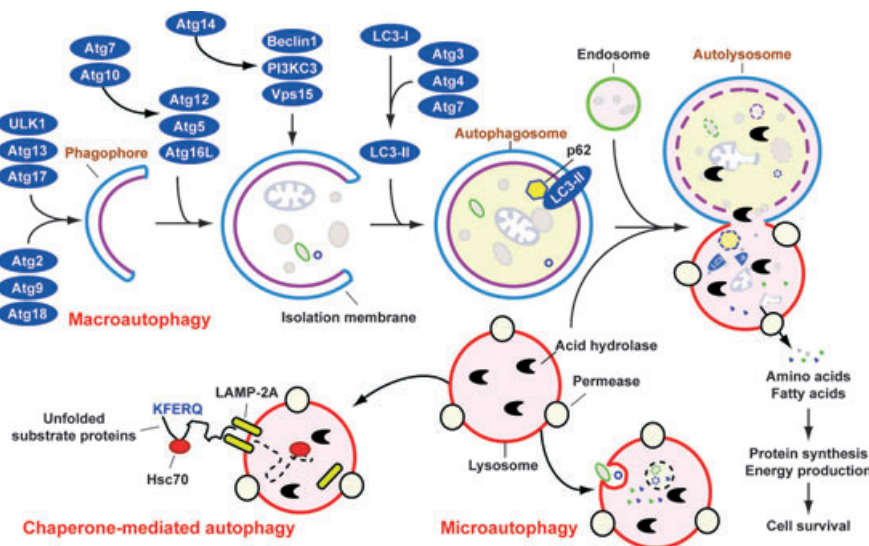 Atg7
Atg10
Atg14
Beclin1
PI3KC3
Vps15
LC3-I
Atg3
Atg4
Atg7
Endosome
Autolysosome
ULK1
Atg13
Atg17
Phagophore
Atg12
Atg5
Atg16L
LC3-II
Autophagosome
p62
LC3-II
Atg2
Atg9
Atg18
Macroautophagy
Isolation membrane
LC3
Acid hydrolase
Permease
Lysosome
Amino acids
Fatty acids
Protein synthesis
Energy production
Cell survival
LAMP-2A
KFERQ
Unfolded
substrate proteins
Hsc70
Chaperone-mediated autophagy
Microautophagy